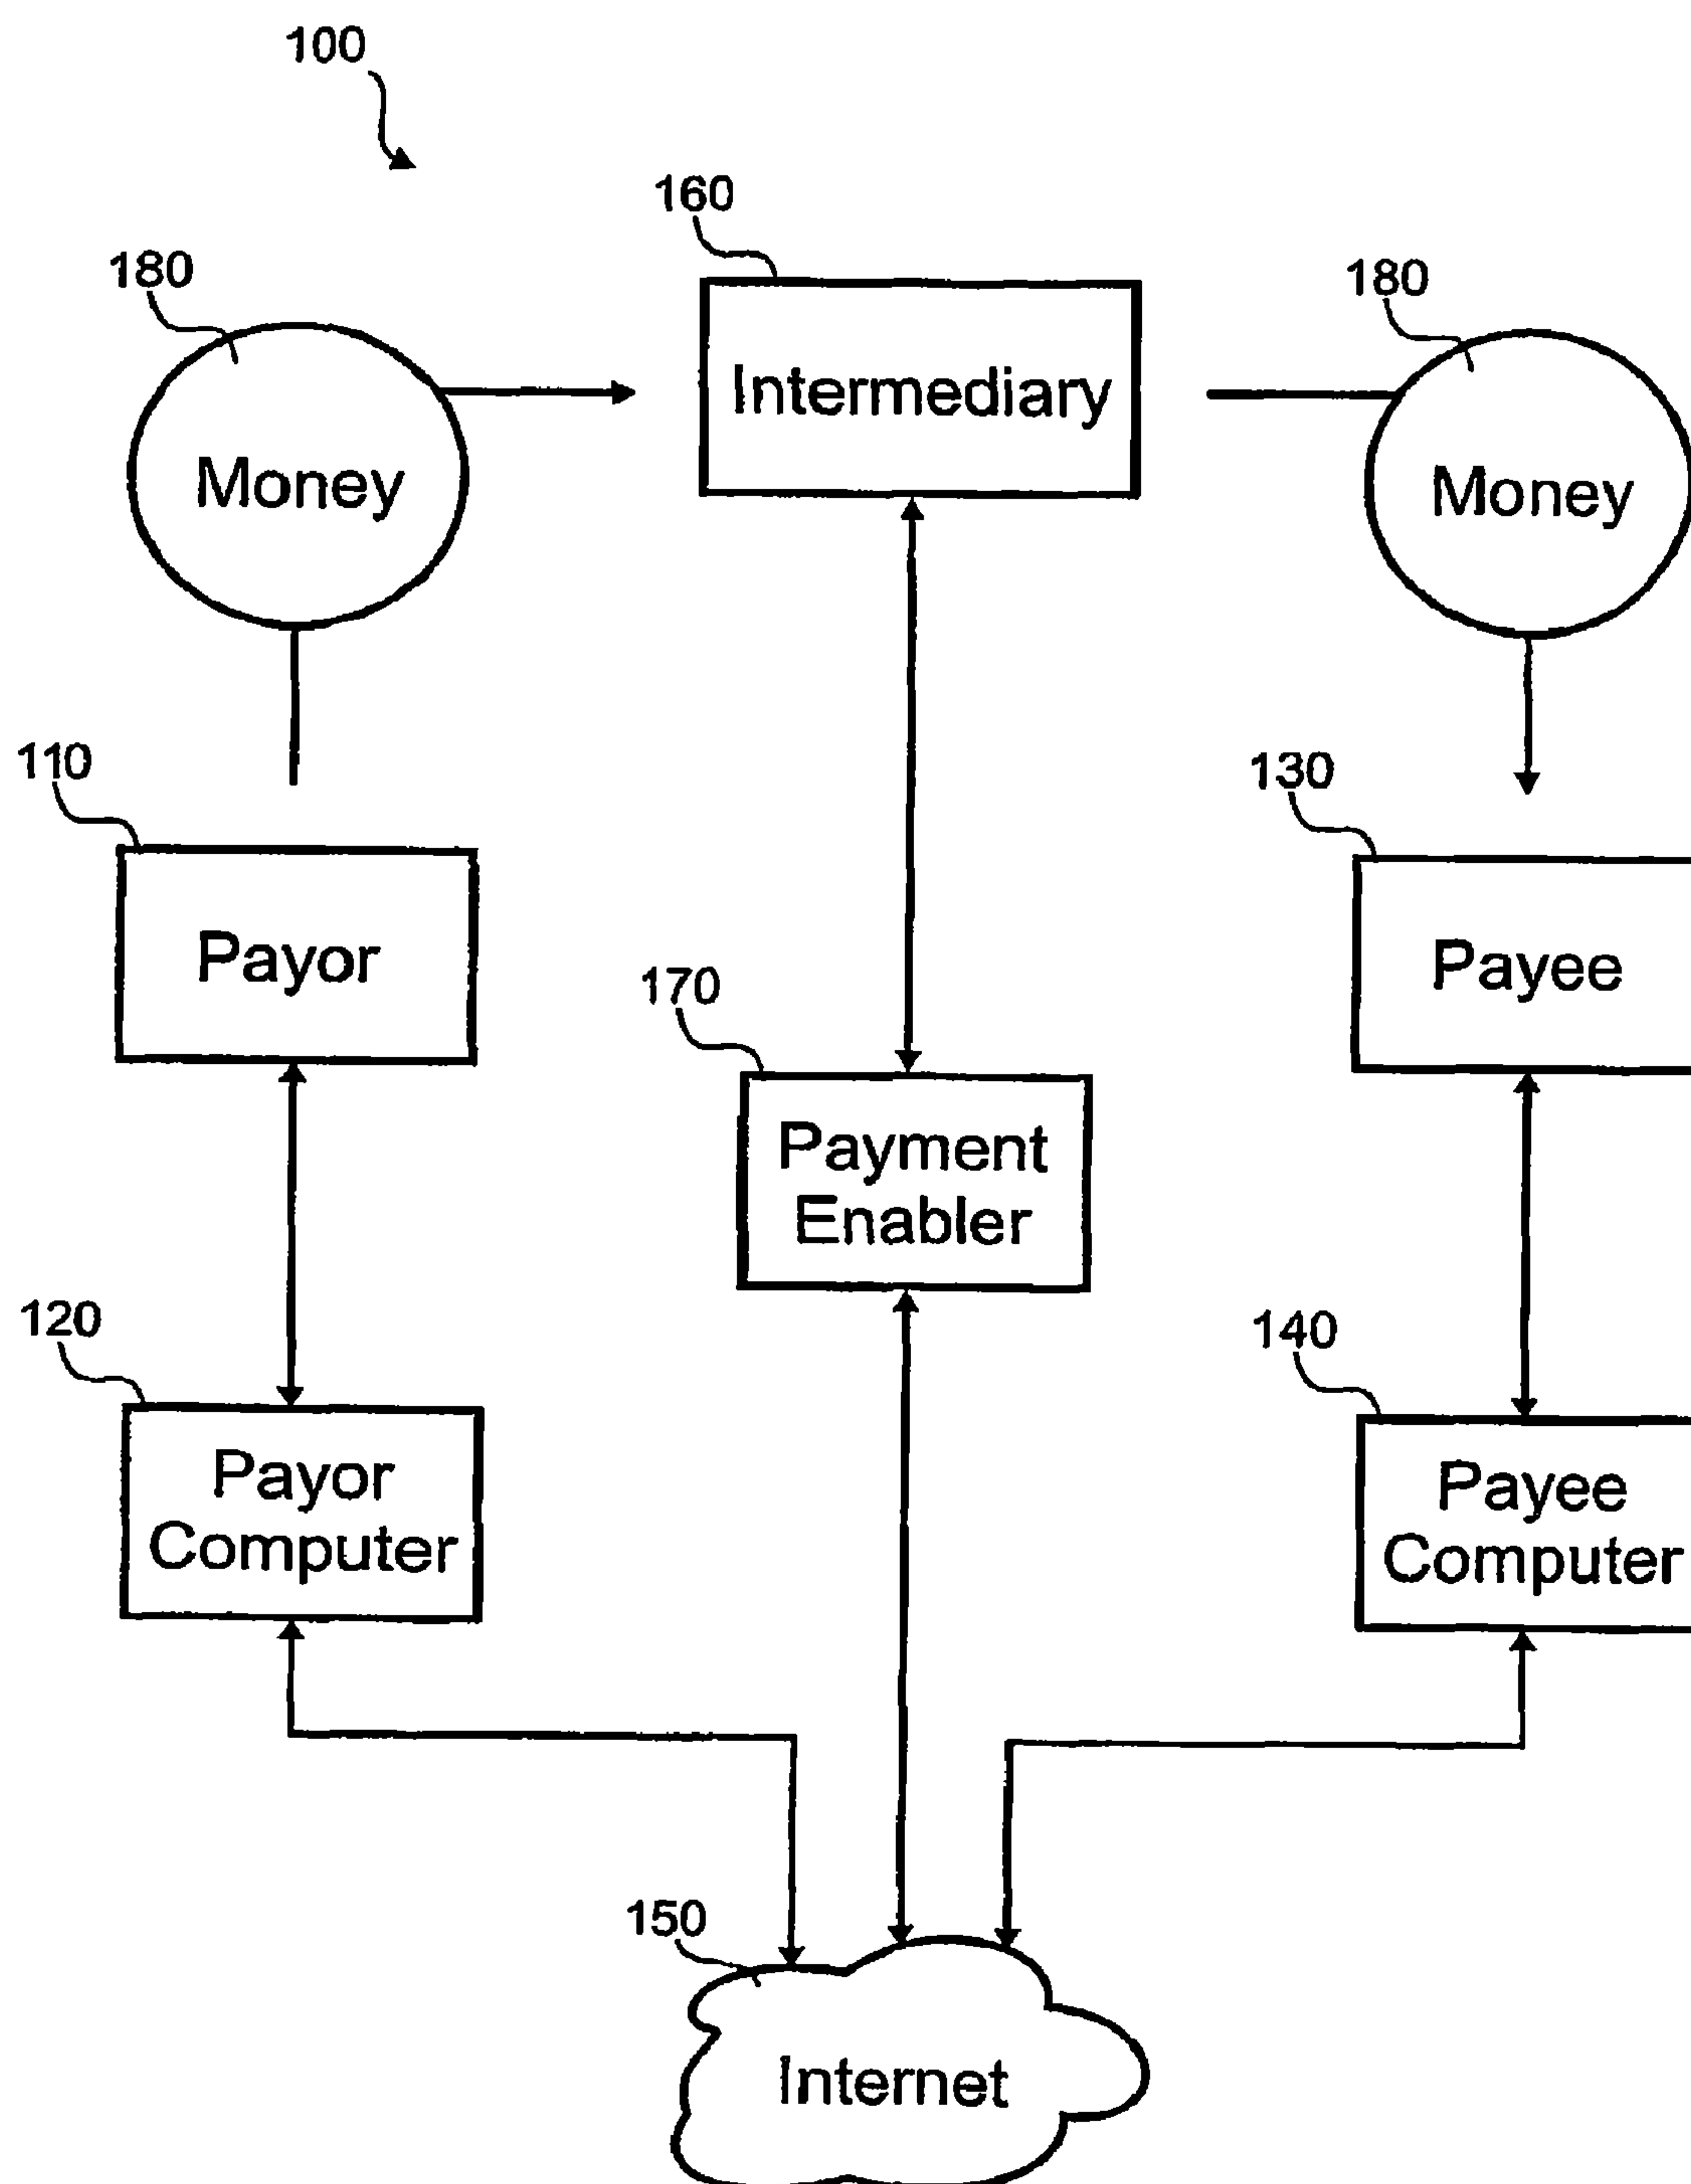 100
160
180
180
Intermediary
Money
Money
110
130
Payor
Payee
170
Payment
Enabler
120
140
Payor
Computer
Payee
Computer
150
Internet